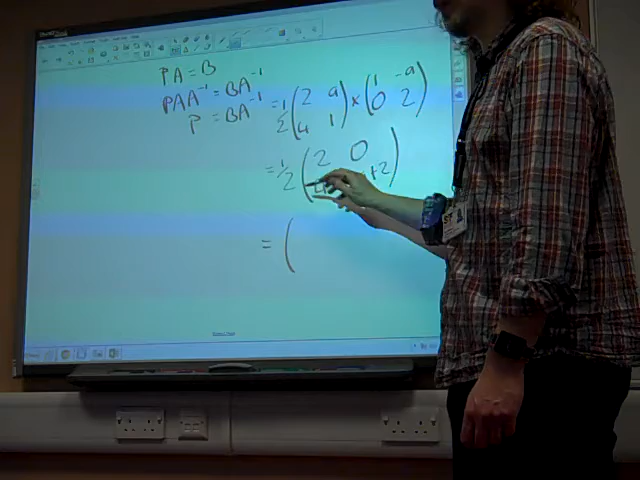 PA = B
PAA⁻¹ = BA⁻¹
P = BA⁻¹ = 1/2 (2 a
4 1) × (1 -a
0 2)
= 1/2 (2 0
4 +2)
= (